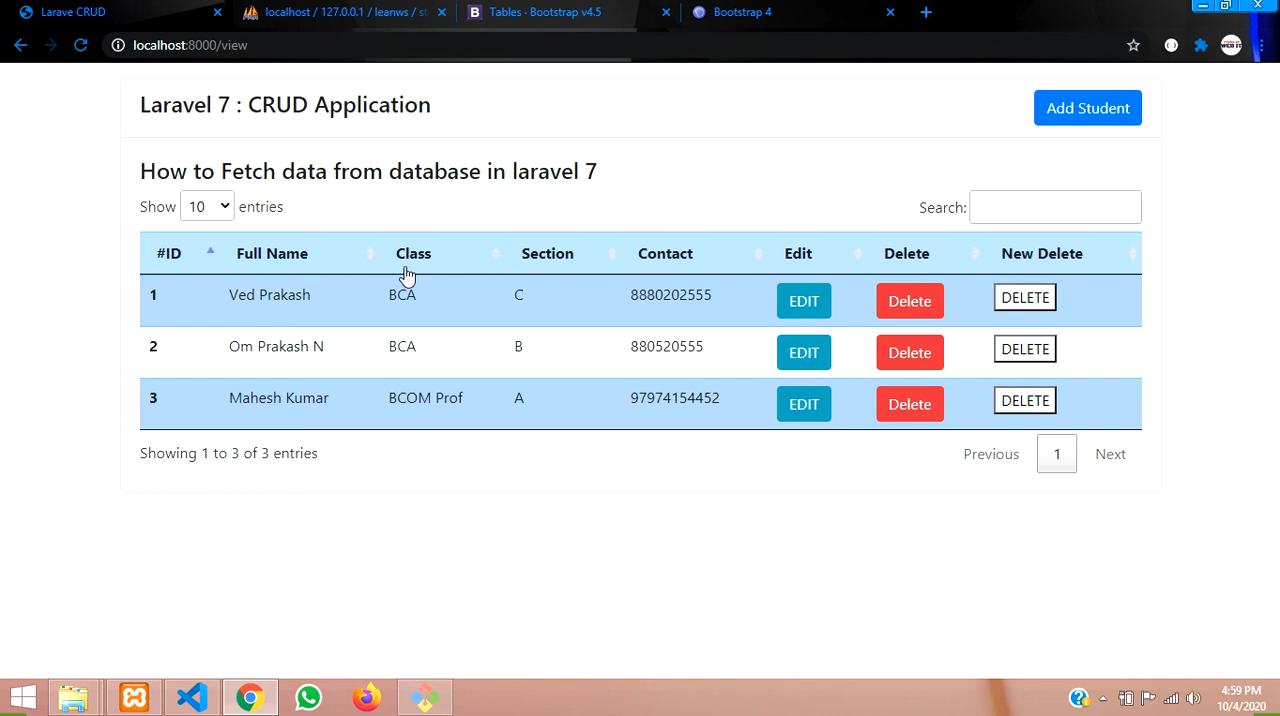 Larave CRUD
localhost / 127.0.0.1 / leanws / st
Tables · Bootstrap v4.5
Bootstrap 4
localhost:8000/view
Laravel 7 : CRUD Application
Add Student
How to Fetch data from database in laravel 7
Show 10 entries
Search:
#ID Full Name Class Section Contact Edit Delete New Delete
1 Ved Prakash BCA C 8880202555 EDIT Delete DELETE
2 Om Prakash N BCA B 880520555 EDIT Delete DELETE
3 Mahesh Kumar BCOM Prof A 97974154452 EDIT Delete DELETE
Showing 1 to 3 of 3 entries
Previous 1 Next
4:59 PM
10/4/2020